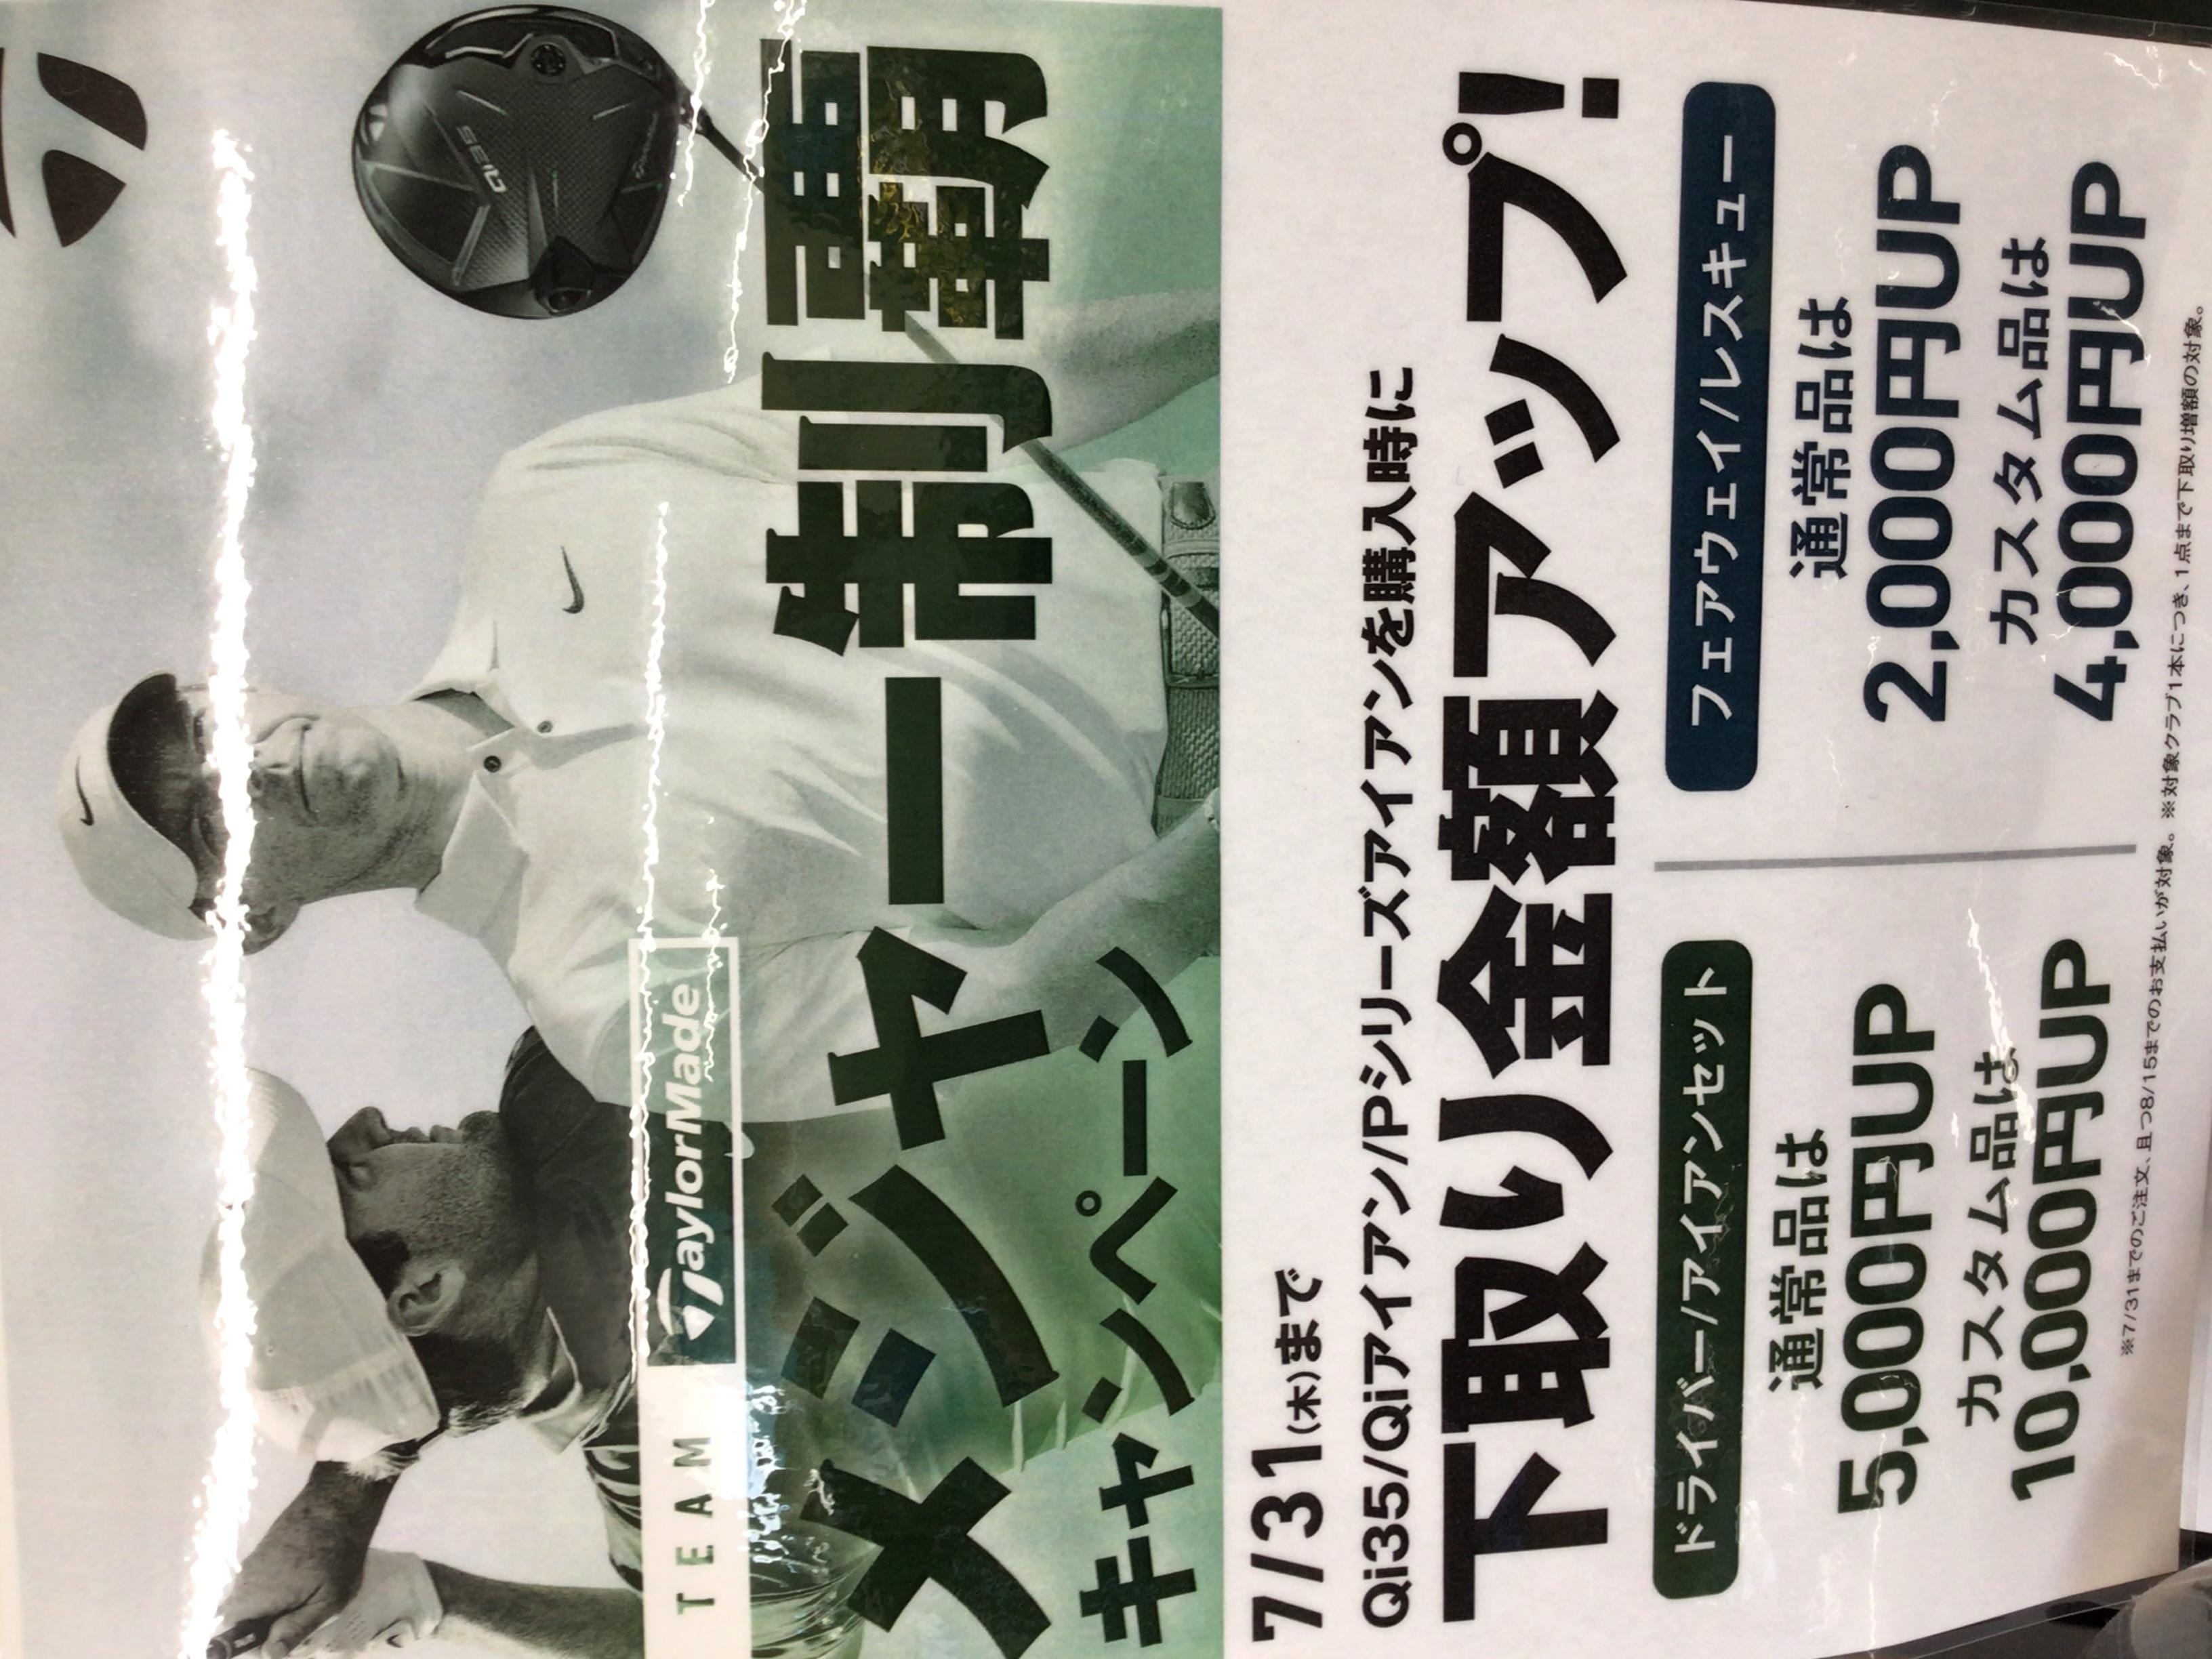 Qi35
TEAM TaylorMade
メジャー制覇
キャンペーン
7/31(木)まで
Qi35/Qiアイアン/Pシリーズアイアンを購入時に
下取り金額アップ!
ドライバー/アイアンセット
通常品は
5,000円UP
カスタム品は
10,000円UP
フェアウェイ/レスキュー
通常品は
2,000円UP
カスタム品は
4,000円UP
※7/31までのご注文、且つ8/15までのお支払いが対象。※対象クラブ1本につき、1点まで下取り増額の対象。